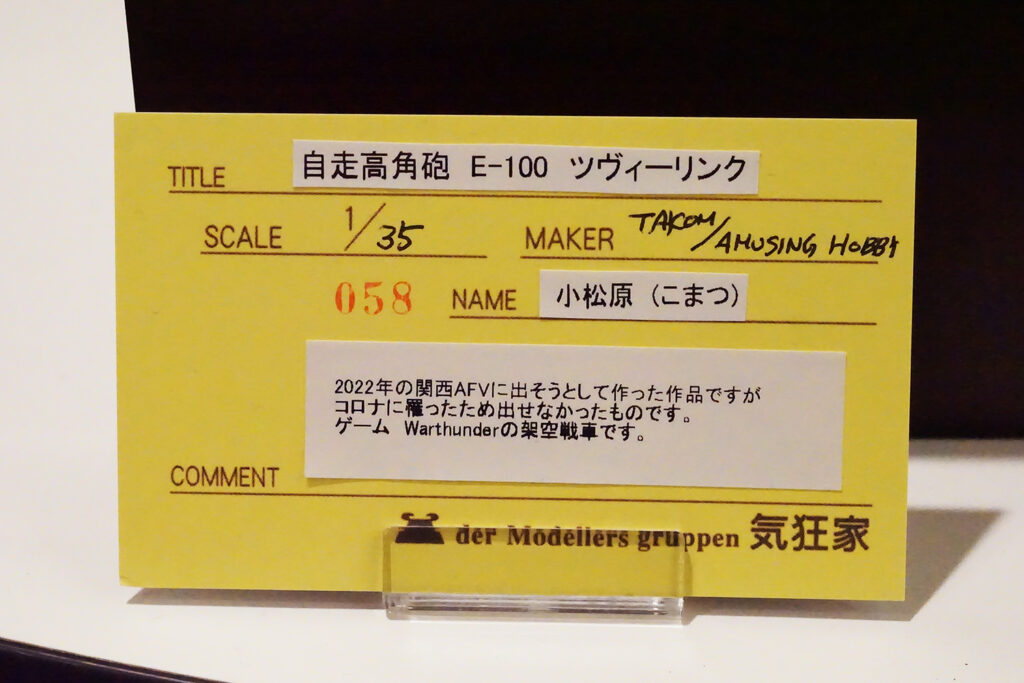 TITLE 自走高角砲 E-100 ツヴィーリンク
SCALE 1/35 MAKER TAKOM/AMUSING HOBBY
058 NAME 小松原 (こまつ)
2022年の関西AFVに出そうとして作った作品ですが
コロナに罹ったため出せなかったものです。
ゲーム Warthunderの架空戦車です。
COMMENT
der Modellers gruppen 気狂家